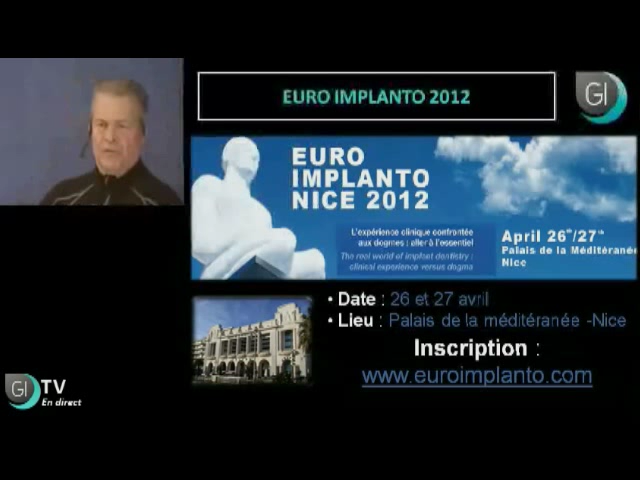 EURO IMPLANTO 2012
GI
EURO
IMPLANTO
NICE 2012
L'expérience clinique confrontée
aux dogmes : aller à l'essentiel
The real world of implant dentistry :
clinical experience versus dogma
April 26th/27th
Palais de la Méditérranée
Nice
• Date : 26 et 27 avril
• Lieu : Palais de la méditéranée -Nice
Inscription :
www.euroimplanto.com
GI TV
En direct